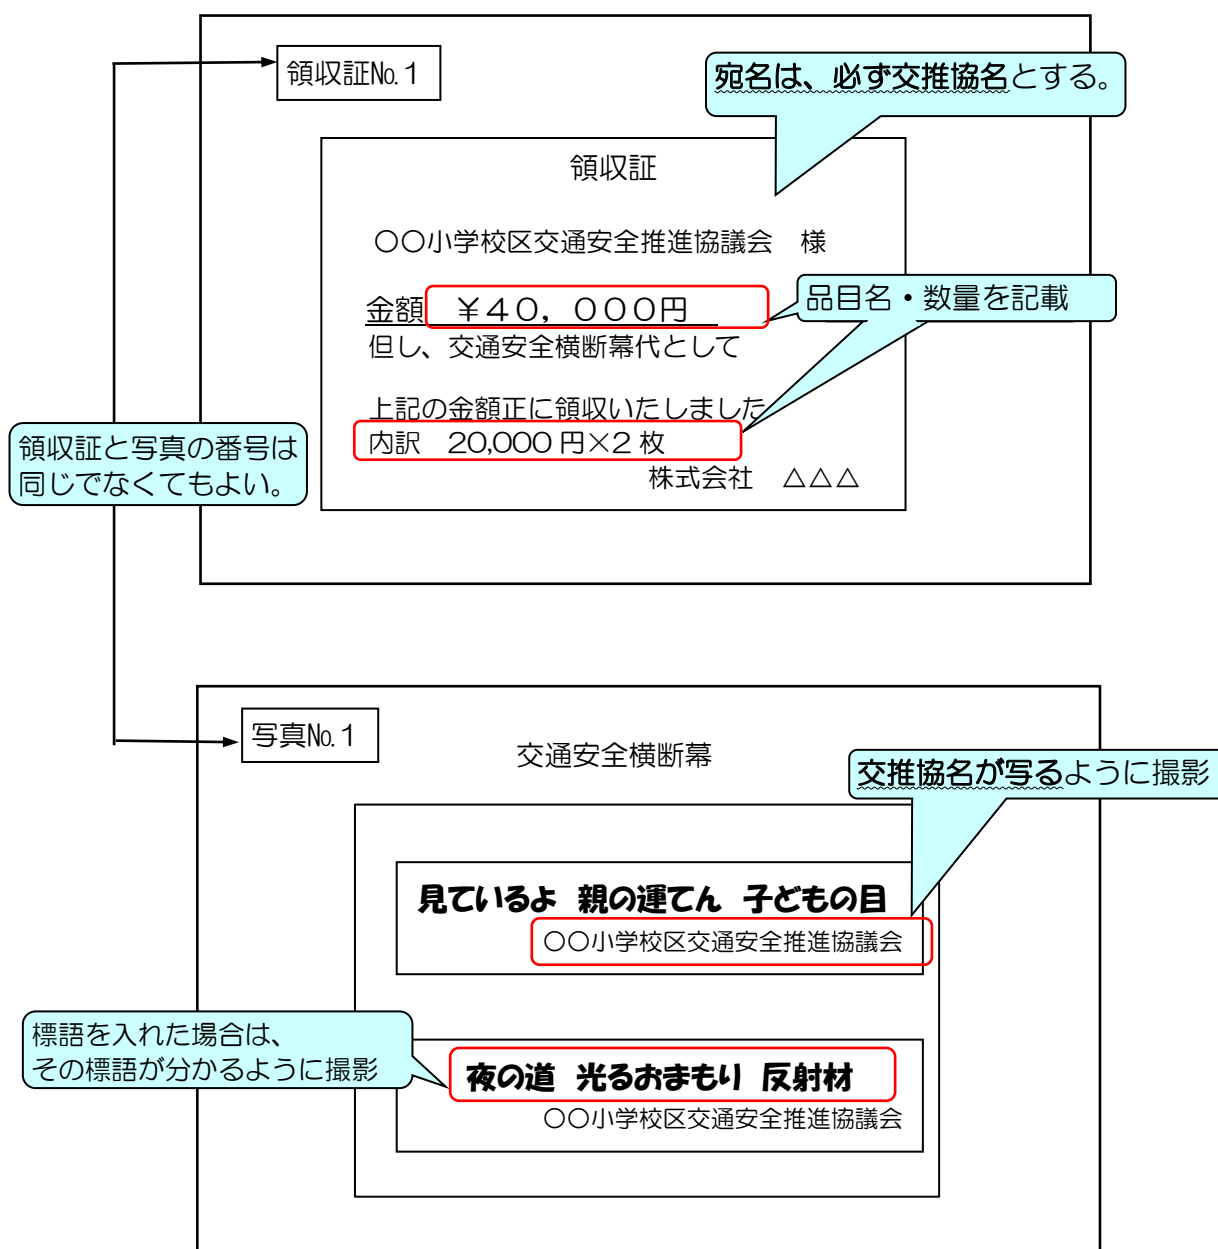 領収証№1
宛名は、必ず交推協名とする。
領収証
〇〇小学校区交通安全推進協議会　様
金額　￥４０，０００円
品目名・数量を記載
但し、交通安全横断幕代として
上記の金額正に領収いたしました
内訳　20,000円×2枚
株式会社　△△△
領収証と写真の番号は
同じでなくてもよい。
写真№1
交通安全横断幕
交推協名が写るように撮影
見ているよ 親の運てん 子どもの目
〇〇小学校区交通安全推進協議会
標語を入れた場合は、
その標語が分かるように撮影
夜の道 光るおまもり 反射材
〇〇小学校区交通安全推進協議会